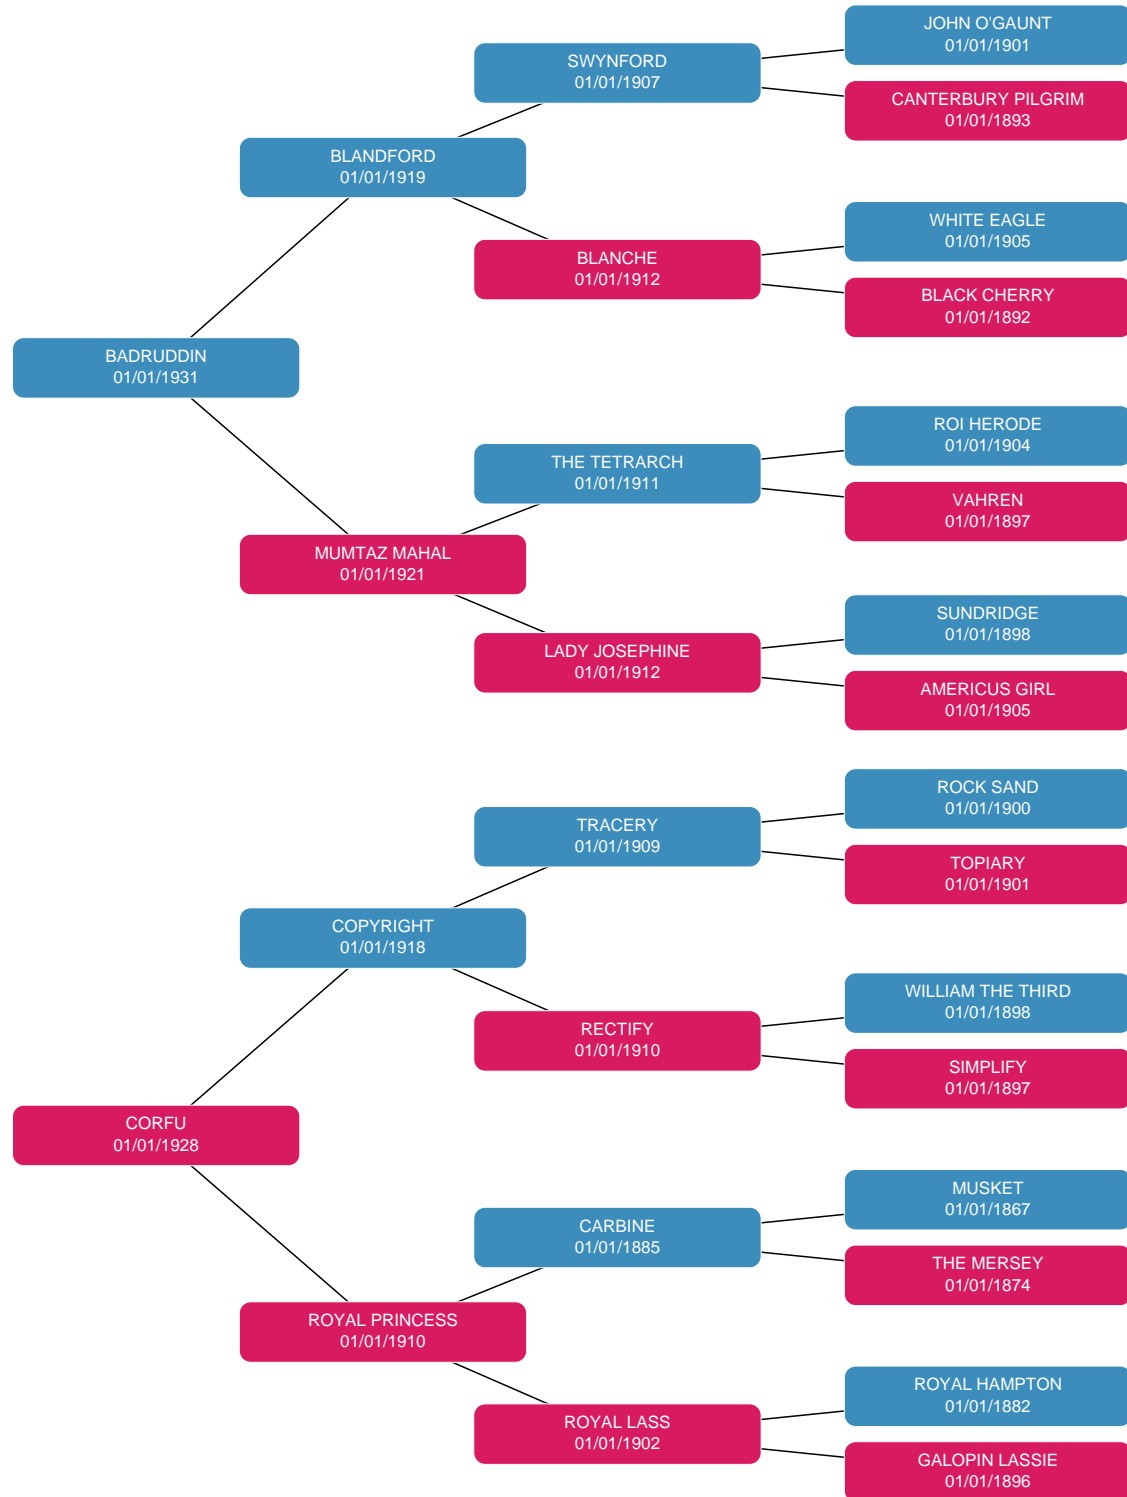 JOHN O'GAUNT
01/01/1901
SWYNFORD
01/01/1907
CANTERBURY PILGRIM
01/01/1893
BLANDFORD
01/01/1919
WHITE EAGLE
01/01/1905
BLANCHE
01/01/1912
BLACK CHERRY
01/01/1892
BADRUDDIN
01/01/1931
ROI HERODE
01/01/1904
THE TETRARCH
01/01/1911
VAHREN
01/01/1897
MUMTAZ MAHAL
01/01/1921
SUNDRIDGE
01/01/1898
LADY JOSEPHINE
01/01/1912
AMERICUS GIRL
01/01/1905
ROCK SAND
01/01/1900
TRACERY
01/01/1909
TOPIARY
01/01/1901
COPYRIGHT
01/01/1918
WILLIAM THE THIRD
01/01/1898
RECTIFY
01/01/1910
SIMPLIFY
01/01/1897
CORFU
01/01/1928
MUSKET
01/01/1867
CARBINE
01/01/1885
THE MERSEY
01/01/1874
ROYAL PRINCESS
01/01/1910
ROYAL HAMPTON
01/01/1882
ROYAL LASS
01/01/1902
GALOPIN LASSIE
01/01/1896